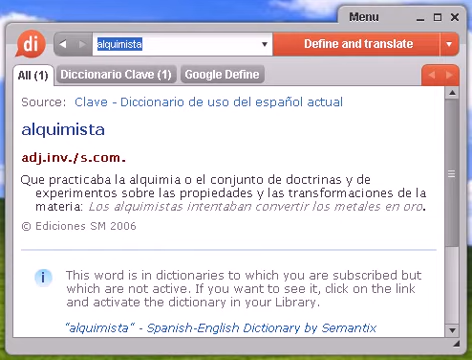 Menu
di
alquimista
Define and translate
All (1)
Diccionario Clave (1)
Google Define
Source: Clave - Diccionario de uso del español actual
alquimista
adj.inv./s.com.
Que practicaba la alquimia o el conjunto de doctrinas y de
experimentos sobre las propiedades y las transformaciones de la
materia: Los alquimistas intentaban convertir los metales en oro.
© Ediciones SM 2006
i
This word is in dictionaries to which you are subscribed but
which are not active. If you want to see it, click on the link
and activate the dictionary in your Library.
"alquimista" - Spanish-English Dictionary by Semantix